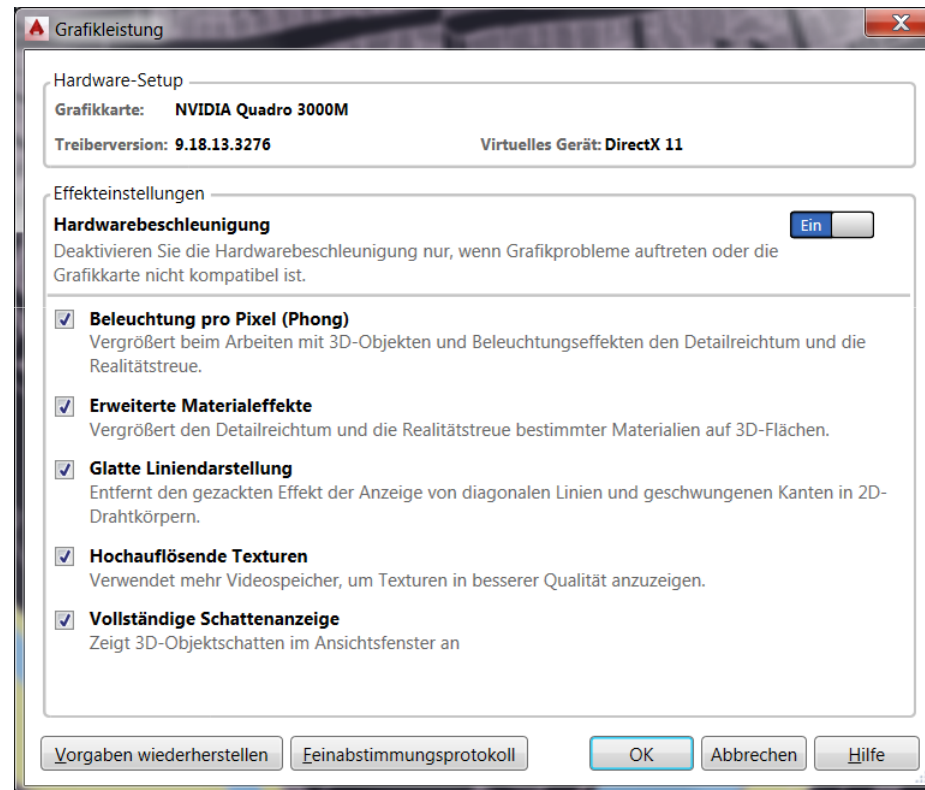 Grafikleistung
Hardware-Setup
Grafikkarte: NVIDIA Quadro 3000M
Treiberversion: 9.18.13.3276 Virtuelles Gerät: DirectX 11
Effekteinstellungen
Hardwarebeschleunigung Ein
Deaktivieren Sie die Hardwarebeschleunigung nur, wenn Grafikprobleme auftreten oder die
Grafikkarte nicht kompatibel ist.
Beleuchtung pro Pixel (Phong)
Vergrößert beim Arbeiten mit 3D-Objekten und Beleuchtungseffekten den Detailreichtum und die
Realitätstreue.
Erweiterte Materialeffekte
Vergrößert den Detailreichtum und die Realitätstreue bestimmter Materialien auf 3D-Flächen.
Glatte Liniendarstellung
Entfernt den gezackten Effekt der Anzeige von diagonalen Linien und geschwungenen Kanten in 2D-
Drahtkörpern.
Hochauflösende Texturen
Verwendet mehr Videospeicher, um Texturen in besserer Qualität anzuzeigen.
Vollständige Schattenanzeige
Zeigt 3D-Objektschatten im Ansichtsfenster an
Vorgaben wiederherstellen Feinabstimmungsprotokoll OK Abbrechen Hilfe